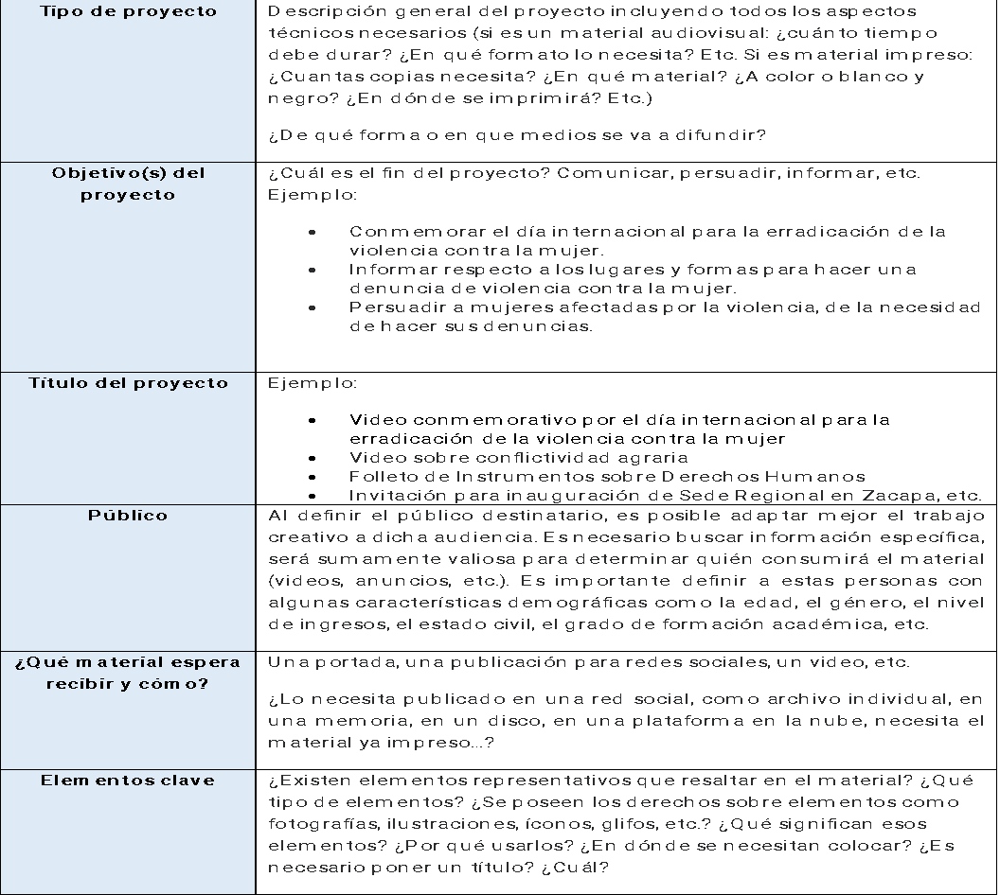 Tipo de proyecto
Descripción general del proyecto incluyendo todos los aspectos
técnicos necesarios (si es un material audiovisual: ¿cuánto tiempo
debe durar? ¿En qué formato lo necesita? Etc. Si es material impreso:
¿Cuantas copias necesita? ¿En qué material? ¿A color o blanco y
negro? ¿En dónde se imprimirá? Etc.)
¿De qué forma o en que medios se va a difundir?
Objetivo(s) del
proyecto
¿Cuál es el fin del proyecto? Comunicar, persuadir, informar, etc.
Ejemplo:
• Conmemorar el día internacional para la erradicación de la
violencia contra la mujer.
• Informar respecto a los lugares y formas para hacer una
denuncia de violencia contra la mujer.
• Persuadir a mujeres afectadas por la violencia, de la necesidad
de hacer sus denuncias.
Título del proyecto
Ejemplo:
• Video conmemorativo por el día internacional para la
erradicación de la violencia contra la mujer
• Video sobre conflictividad agraria
• Folleto de Instrumentos sobre Derechos Humanos
• Invitación para inauguración de Sede Regional en Zacapa, etc.
Público
Al definir el público destinatario, es posible adaptar mejor el trabajo
creativo a dicha audiencia. Es necesario buscar información específica,
será sumamente valiosa para determinar quién consumirá el material
(videos, anuncios, etc.). Es importante definir a estas personas con
algunas características demográficas como la edad, el género, el nivel
de ingresos, el estado civil, el grado de formación académica, etc.
¿Qué material espera
recibir y cómo?
Una portada, una publicación para redes sociales, un video, etc.
¿Lo necesita publicado en una red social, como archivo individual, en
una memoria, en un disco, en una plataforma en la nube, necesita el
material ya impreso…?
Elementos clave
¿Existen elementos representativos que resaltar en el material? ¿Qué
tipo de elementos? ¿Se poseen los derechos sobre elementos como
fotografías, ilustraciones, íconos, glifos, etc.? ¿Qué significan esos
elementos? ¿Por qué usarlos? ¿En dónde se necesitan colocar? ¿Es
necesario poner un título? ¿Cuál?